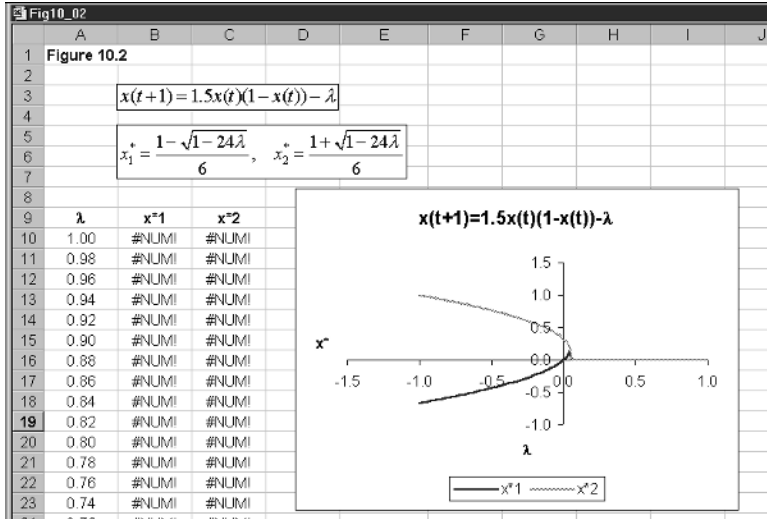 Fig10_02
A B C D E F G H I J
1 Figure 10.2
2
3 x(t+1)=1.5x(t)(1−x(t))−λ
4
5
6 x₁* = (1−√(1−24λ))/6, x₂* = (1+√(1−24λ))/6
7
8
9 λ x*1 x*2
10 1.00 #NUM! #NUM!
11 0.98 #NUM! #NUM!
12 0.96 #NUM! #NUM!
13 0.94 #NUM! #NUM!
14 0.92 #NUM! #NUM!
15 0.90 #NUM! #NUM!
16 0.88 #NUM! #NUM!
17 0.86 #NUM! #NUM!
18 0.84 #NUM! #NUM!
19 0.82 #NUM! #NUM!
20 0.80 #NUM! #NUM!
21 0.78 #NUM! #NUM!
22 0.76 #NUM! #NUM!
23 0.74 #NUM! #NUM!
x(t+1)=1.5x(t)(1-x(t))-λ
1.5
1.0
0.5
x*
0.0
-1.5 -1.0 -0.5 0.0 0.5 1.0
-0.5
-1.0
λ
x*1 x*2